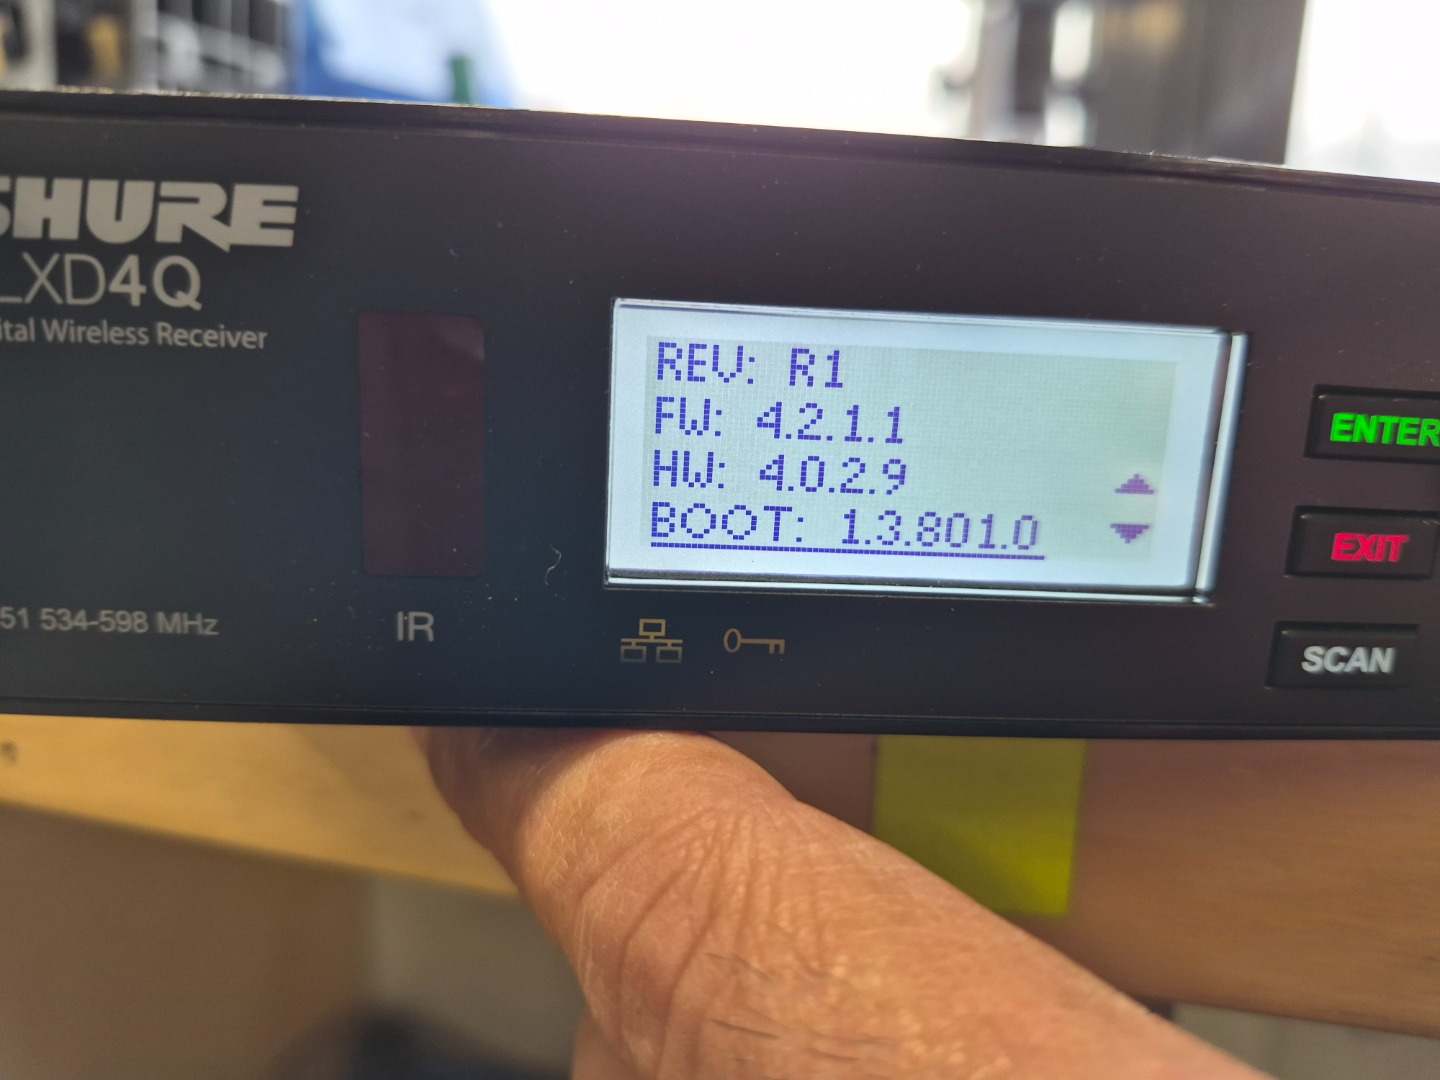 SHURE
LXD4Q
ital Wireless Receiver
51 534-598 MHz
IR
REV: R1
FW: 4.2.1.1
HW: 4.0.2.9
BOOT: 1.3.801.0
ENTER
EXIT
SCAN